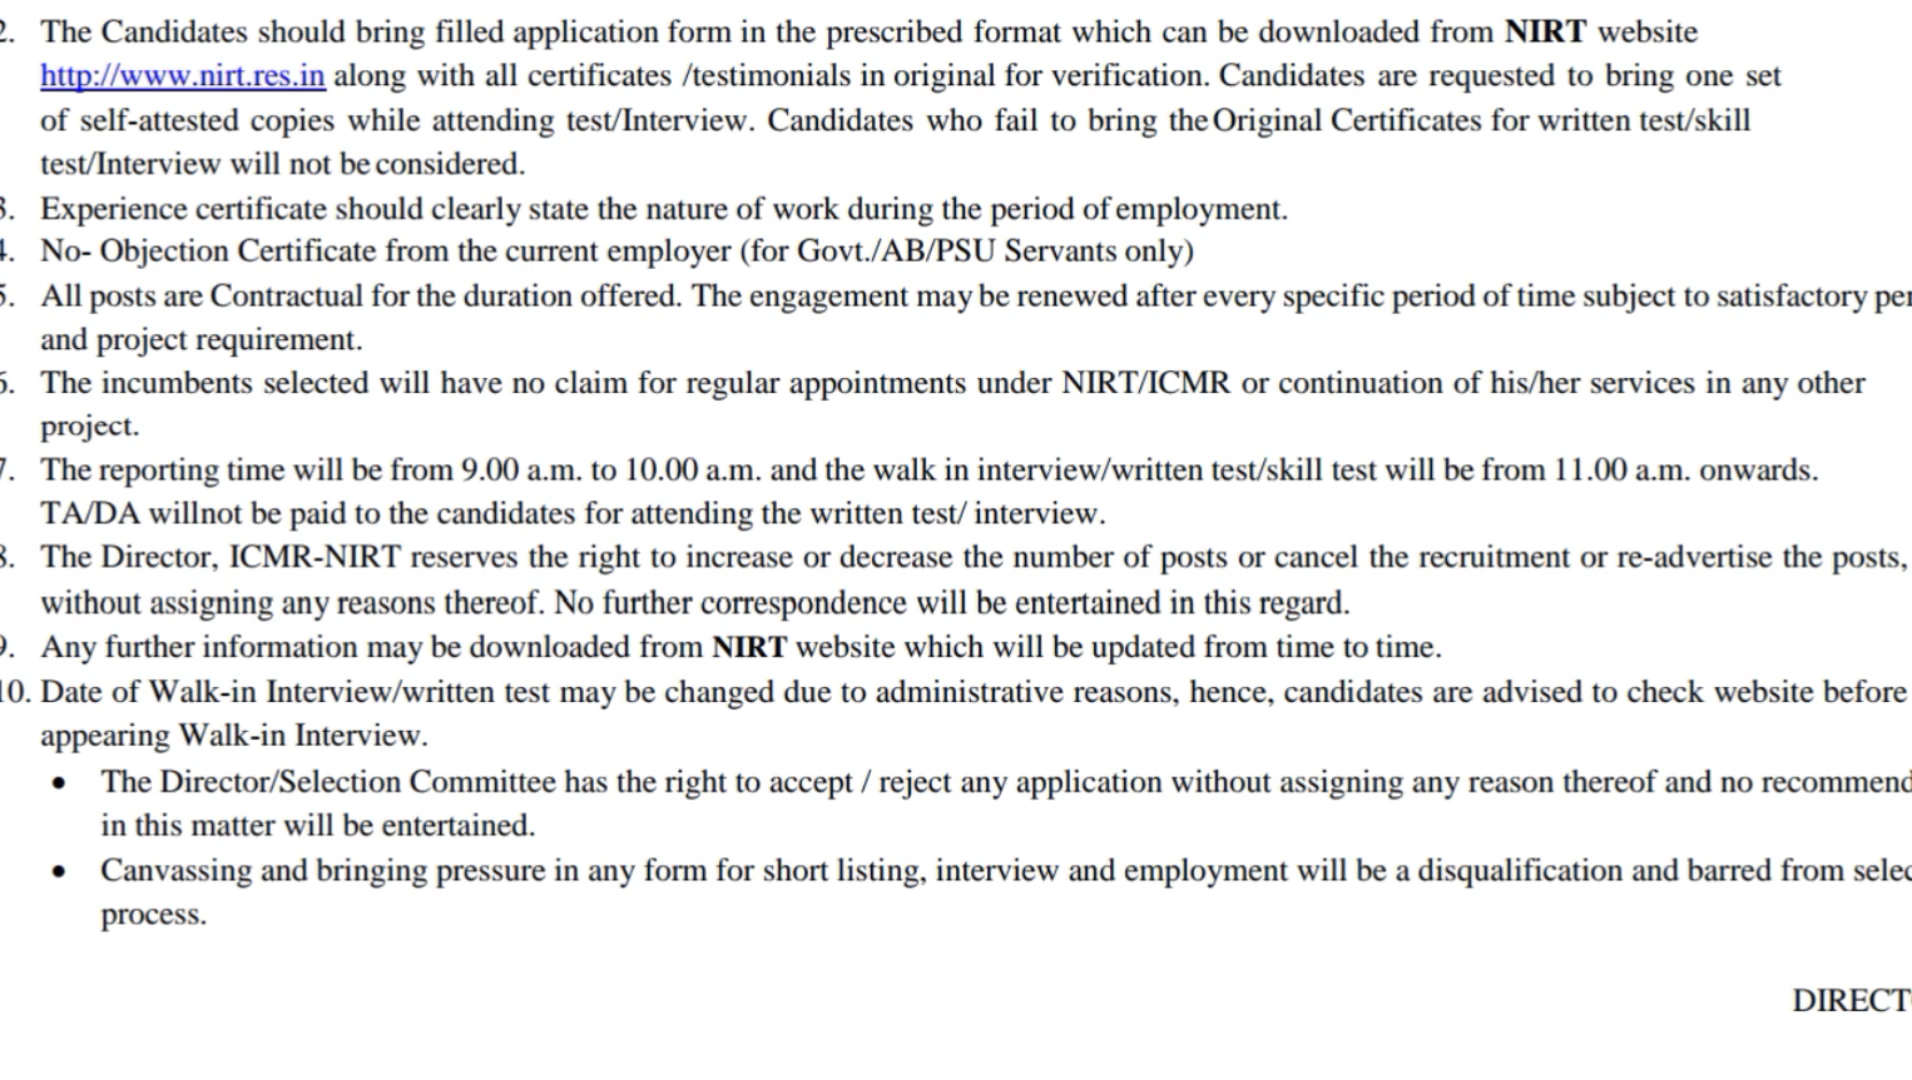 2. The Candidates should bring filled application form in the prescribed format which can be downloaded from NIRT website
http://www.nirt.res.in along with all certificates /testimonials in original for verification. Candidates are requested to bring one set
of self-attested copies while attending test/Interview. Candidates who fail to bring the Original Certificates for written test/skill
test/Interview will not be considered.
3. Experience certificate should clearly state the nature of work during the period of employment.
4. No- Objection Certificate from the current employer (for Govt./AB/PSU Servants only)
5. All posts are Contractual for the duration offered. The engagement may be renewed after every specific period of time subject to satisfactory per
and project requirement.
6. The incumbents selected will have no claim for regular appointments under NIRT/ICMR or continuation of his/her services in any other
project.
7. The reporting time will be from 9.00 a.m. to 10.00 a.m. and the walk in interview/written test/skill test will be from 11.00 a.m. onwards.
TA/DA willnot be paid to the candidates for attending the written test/ interview.
8. The Director, ICMR-NIRT reserves the right to increase or decrease the number of posts or cancel the recruitment or re-advertise the posts,
without assigning any reasons thereof. No further correspondence will be entertained in this regard.
9. Any further information may be downloaded from NIRT website which will be updated from time to time.
10. Date of Walk-in Interview/written test may be changed due to administrative reasons, hence, candidates are advised to check website before
appearing Walk-in Interview.
• The Director/Selection Committee has the right to accept / reject any application without assigning any reason thereof and no recommend
in this matter will be entertained.
• Canvassing and bringing pressure in any form for short listing, interview and employment will be a disqualification and barred from selec
process.
DIRECT